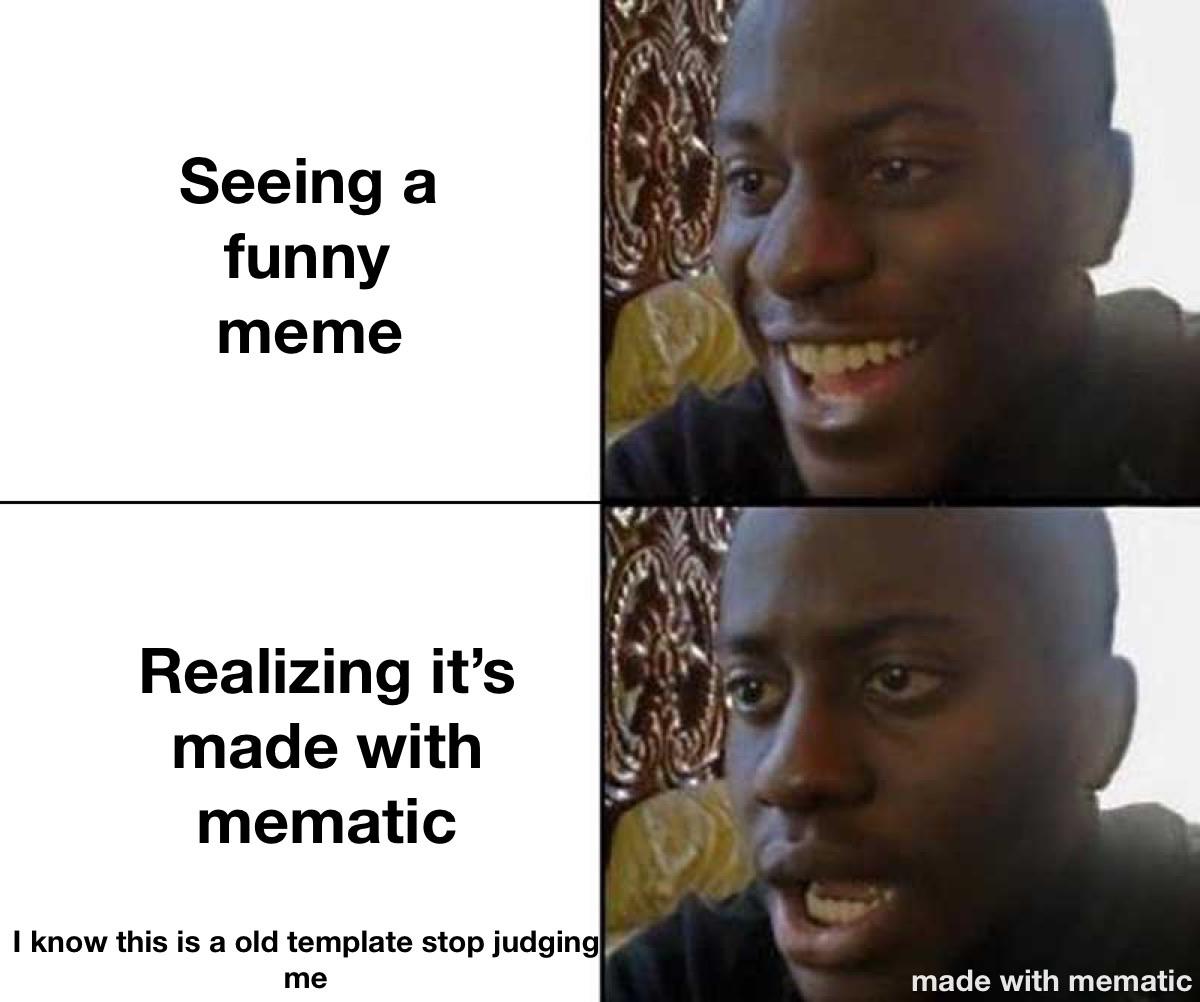 Seeing a
funny
meme
Realizing it’s
made with
mematic
I know this is a old template stop judging
me
made with mematic